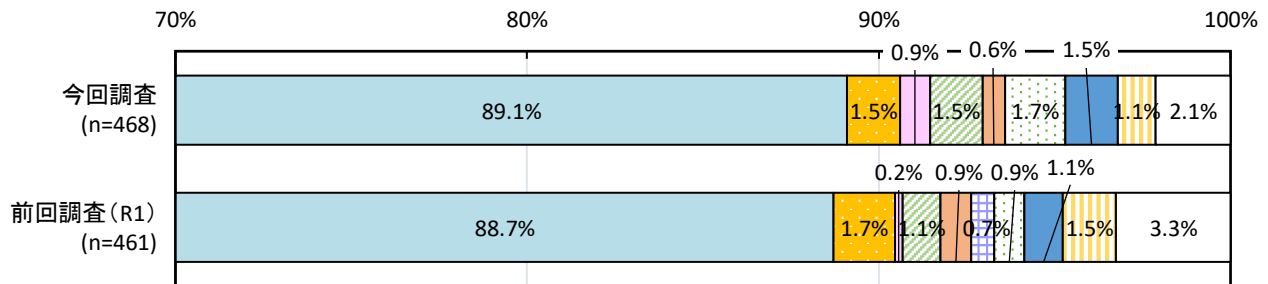 70% 80% 90% 100%
0.9% 0.6% 1.5%
今回調査
(n=468)
89.1% 1.5% 1.5% 1.7% 1.1% 2.1%
0.2% 0.9% 0.9% 1.1%
前回調査(R1)
(n=461)
88.7% 1.7% 1.1% 0.7% 1.5% 3.3%